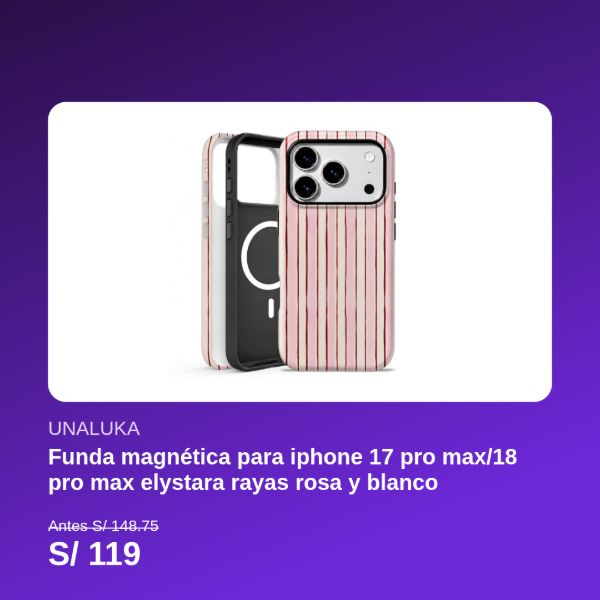 UNALUKA
Funda magnética para iphone 17 pro max/18
pro max elystara rayas rosa y blanco
Antes S/ 148.75
S/ 119